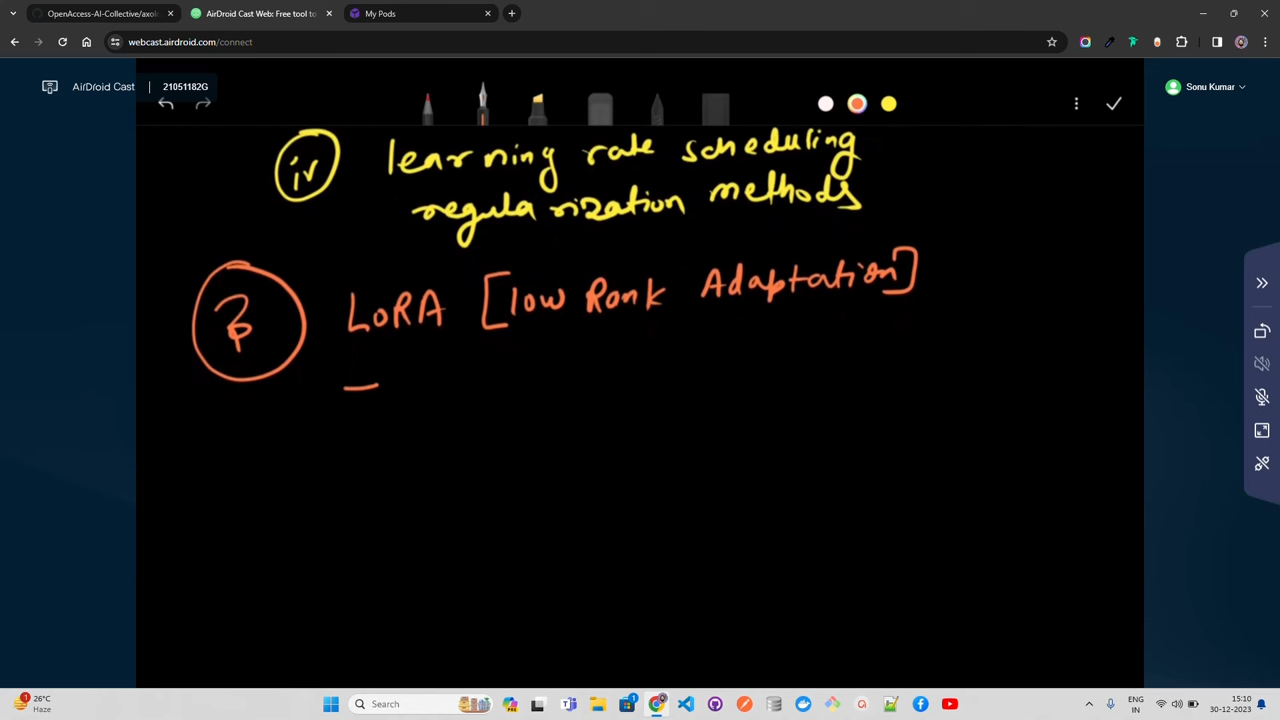 OpenAccess-AI-Collective/axolo
AirDroid Cast Web: Free tool to
My Pods
webcast.airdroid.com/connect
AirDroid Cast
21051182G
Sonu Kumar
iv learning rate scheduling
regularization methods
LoRA [low Rank Adaptation]
26°C
Haze
Search
ENG
IN
15:10
30-12-2023